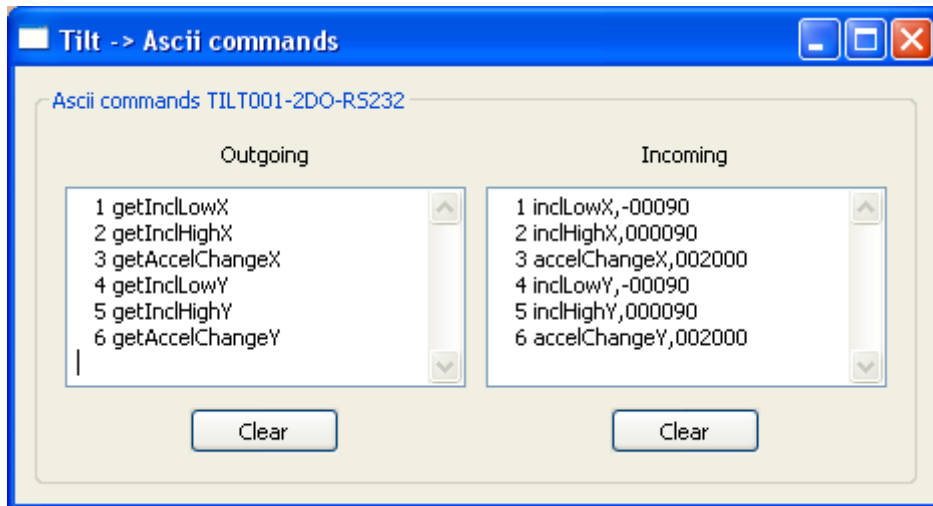 Tilt -> Ascii commands
Ascii commands TILT001-2DO-RS232
Outgoing
1 getInclLowX
2 getInclHighX
3 getAccelChangeX
4 getInclLowY
5 getInclHighY
6 getAccelChangeY
Clear
Incoming
1 inclLowX,-00090
2 inclHighX,000090
3 accelChangeX,002000
4 inclLowY,-00090
5 inclHighY,000090
6 accelChangeY,002000
Clear